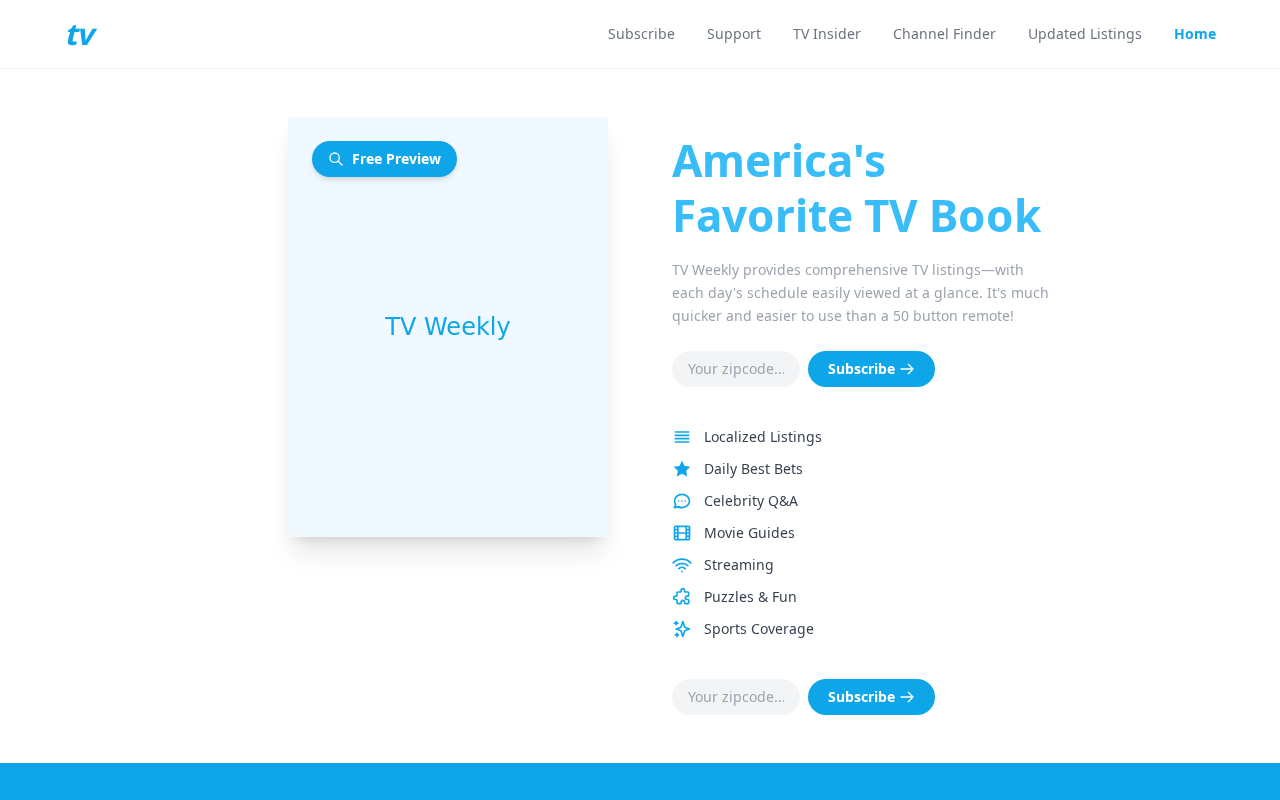 tv
Subscribe
Support
TV Insider
Channel Finder
Updated Listings
Home
Free Preview
TV Weekly
America's
Favorite TV Book
TV Weekly provides comprehensive TV listings—with
each day's schedule easily viewed at a glance. It's much
quicker and easier to use than a 50 button remote!
Your zipcode...
Subscribe
Localized Listings
Daily Best Bets
Celebrity Q&A
Movie Guides
Streaming
Puzzles & Fun
Sports Coverage
Your zipcode...
Subscribe